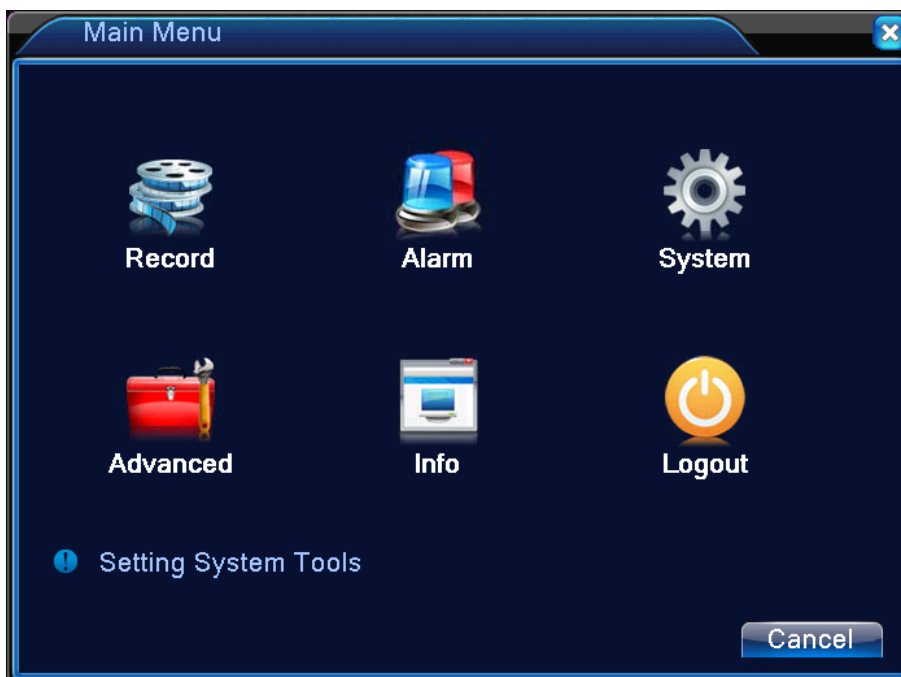 Main Menu
Record Alarm System
Advanced Info Logout
Setting System Tools
Cancel